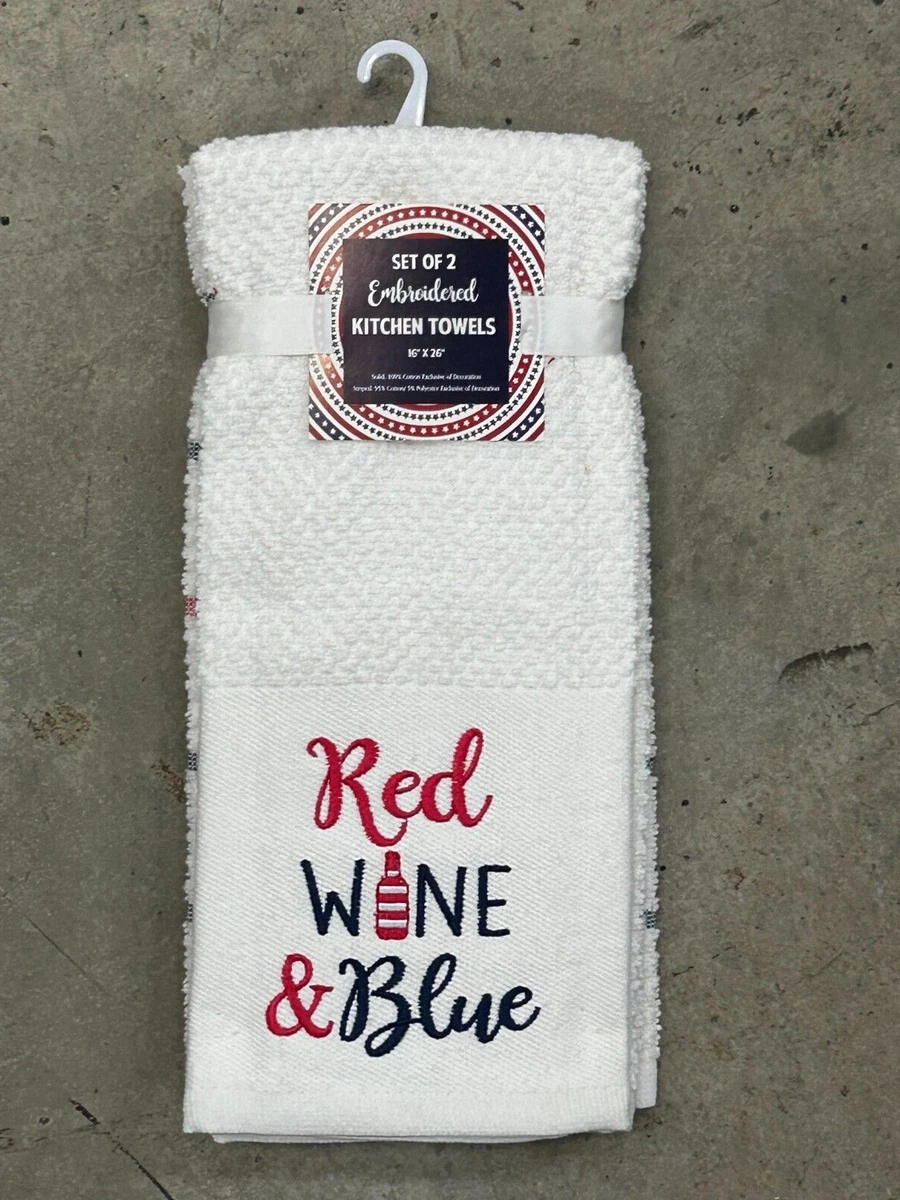 SET OF 2
Embroidered
KITCHEN TOWELS
16" X 26"
Solid: 100% Cotton Exclusive of Decoration
Striped: 95% Cotton/ 5% Polyester Exclusive of Decoration
Red
WINE
& Blue